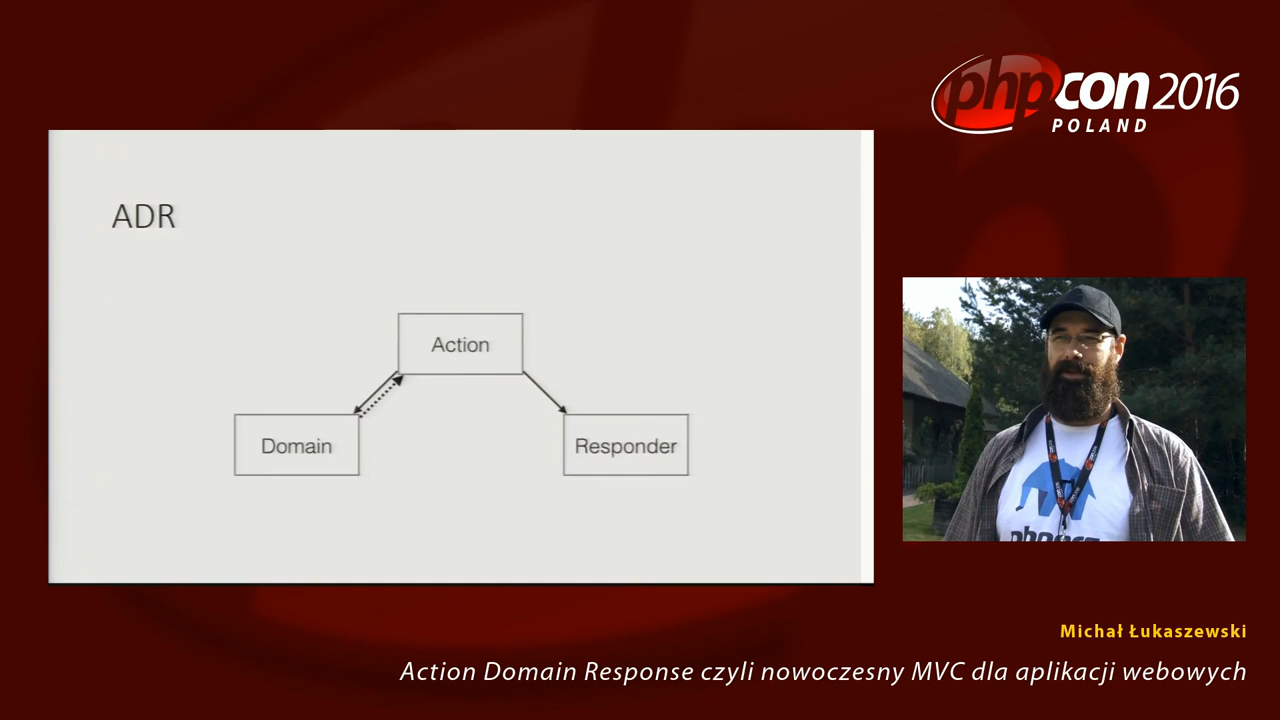 phpcon 2016
POLAND
ADR
Action
Domain
Responder
Michał Łukaszewski
Action Domain Response czyli nowoczesny MVC dla aplikacji webowych